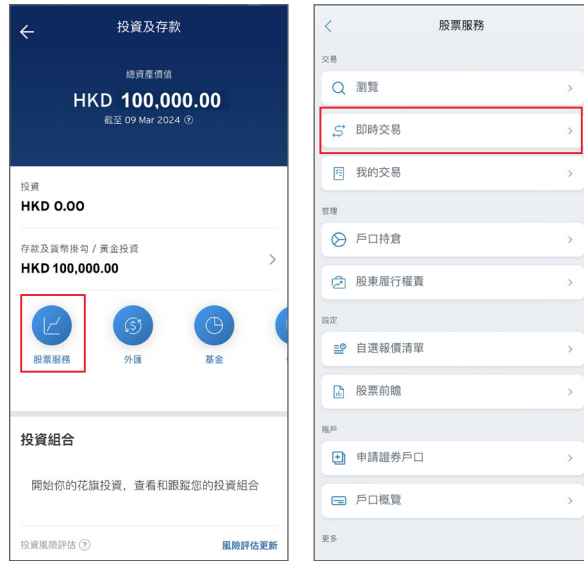 投資及存款
總資產價值
HKD 100,000.00
截至 09 Mar 2024 ?
投資
HKD 0.00
存款及貨幣掛勾 / 黃金投資
HKD 100,000.00
股票服務
外匯
基金
投資組合
開始你的花旗投資，查看和跟蹤您的投資組合
投資風險評估 ?
風險評估更新
股票服務
交易
瀏覽
即時交易
我的交易
管理
戶口持倉
股東履行權責
設定
自選報價清單
股票前瞻
賬戶
申請證券戶口
戶口概覽
更多